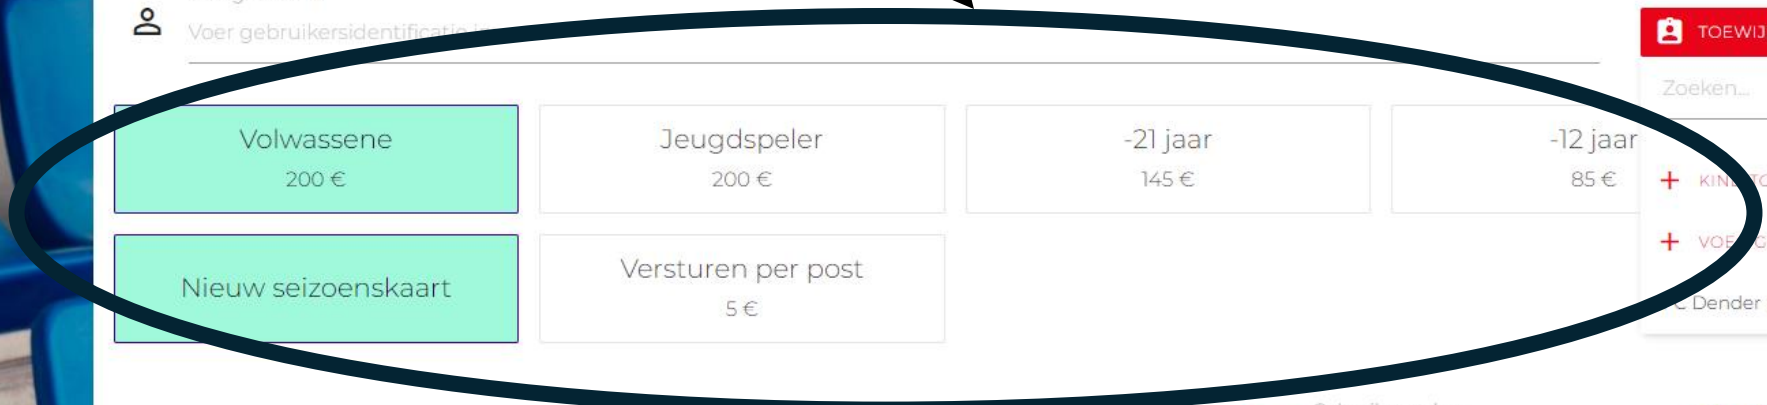 Voer gebruikersidentificatie
TOEWIJ
Zoeken...
Volwassene
200 €
Jeugdspeler
200 €
-21 jaar
145 €
-12 jaar
85 €
Nieuw seizoenskaart
Versturen per post
5 €
Dender